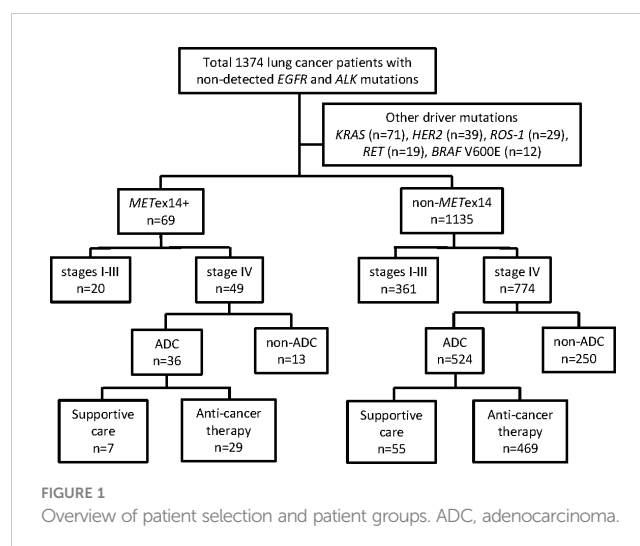 Total 1374 lung cancer patients with
non-detected EGFR and ALK mutations
Other driver mutations
KRAS (n=71), HER2 (n=39), ROS-1 (n=29),
RET (n=19), BRAF V600E (n=12)
METex14+
n=69
non-METex14
n=1135
stages I-III
n=20
stage IV
n=49
stages I-III
n=361
stage IV
n=774
ADC
n=36
non-ADC
n=13
ADC
n=524
non-ADC
n=250
Supportive
care
n=7
Anti-cancer
therapy
n=29
Supportive
care
n=55
Anti-cancer
therapy
n=469
FIGURE 1
Overview of patient selection and patient groups. ADC, adenocarcinoma.